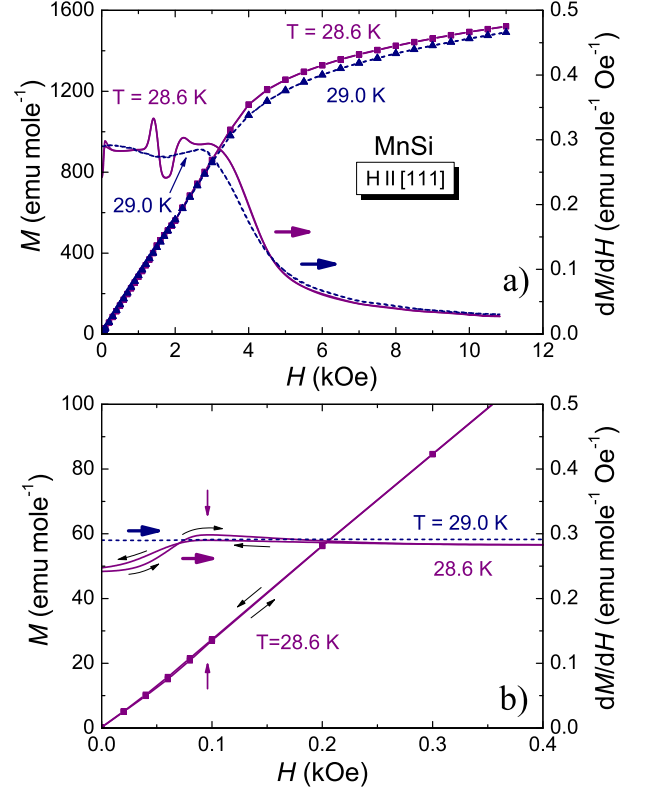 1600
1200
800
400
0
M (emu mole⁻¹)
T = 28.6 K
T = 28.6 K
29.0 K
29.0 K
MnSi
H II [111]
a)
0.5
0.4
0.3
0.2
0.1
0.0
dM/dH (emu mole⁻¹ Oe⁻¹)
0 2 4 6 8 10 12
H (kOe)
100
80
60
40
20
0
M (emu mole⁻¹)
T = 29.0 K
28.6 K
T=28.6 K
b)
0.5
0.4
0.3
0.2
0.1
0.0
dM/dH (emu mole⁻¹ Oe⁻¹)
0.0 0.1 0.2 0.3 0.4
H (kOe)